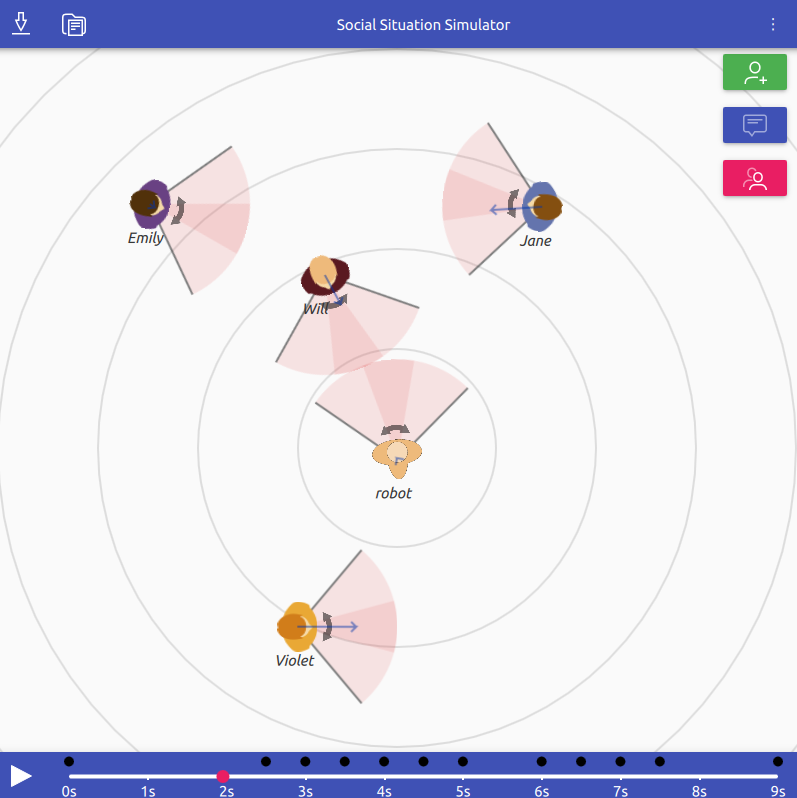 Social Situation Simulator
Emily
Jane
Will
robot
Violet
0s 1s 2s 3s 4s 5s 6s 7s 8s 9s